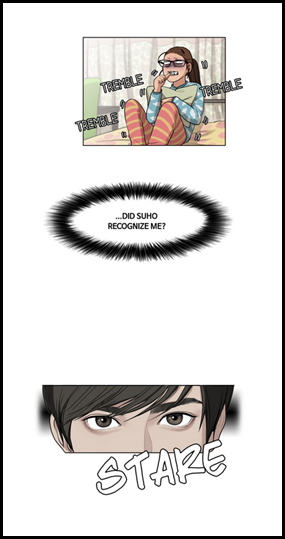 TREMBLE
TREMBLE
TREMBLE
...DID SUHO
RECOGNIZE ME?
STARE